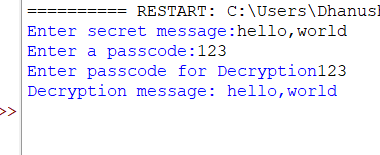 ========== RESTART: C:\Users\Dhanus
Enter secret message:hello,world
Enter a passcode:123
Enter passcode for Decryption123
Decryption message: hello,world
>>